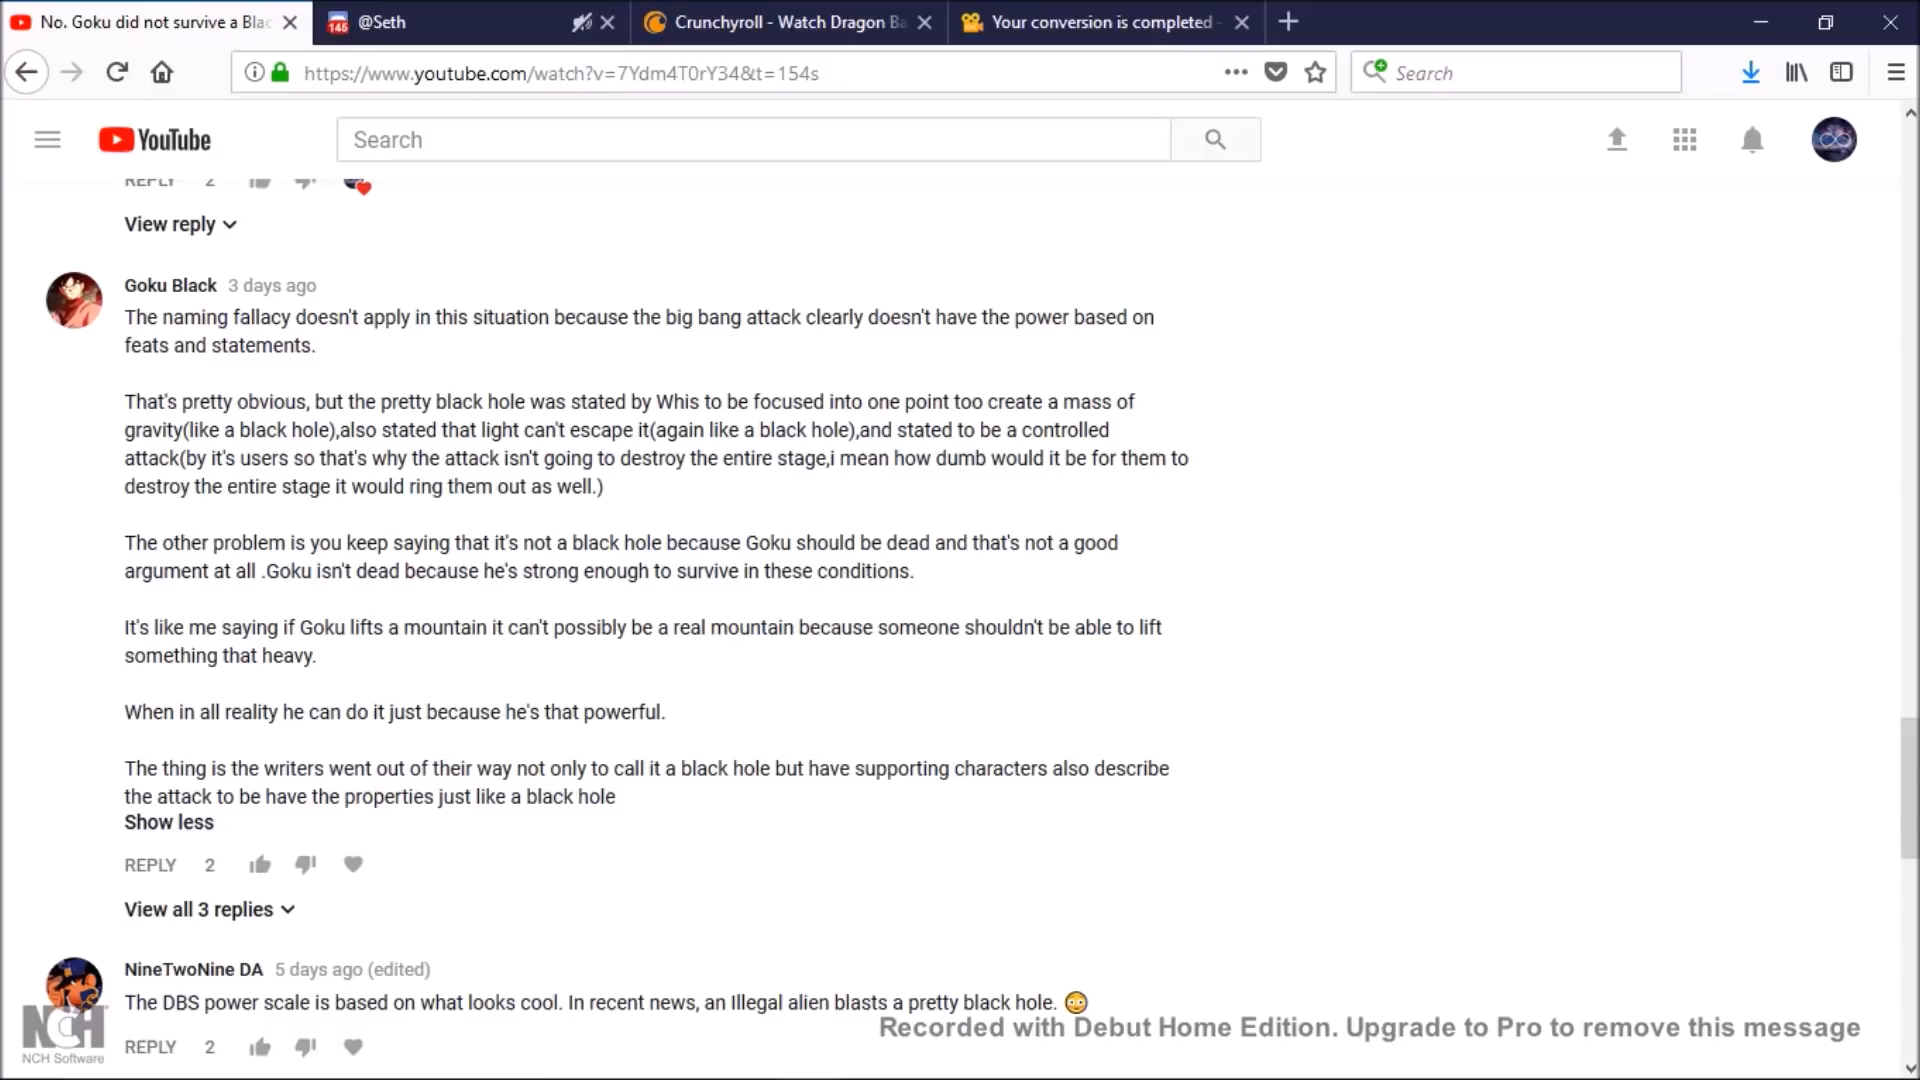 No. Goku did not survive a Blac
145
@Seth
Crunchyroll - Watch Dragon Ba
Your conversion is completed -
https://www.youtube.com/watch?v=7Ydm4T0rY34&t=154s
Search
YouTube
Search
REPLY 2
View reply
Goku Black 3 days ago
The naming fallacy doesn't apply in this situation because the big bang attack clearly doesn't have the power based on
feats and statements.
That's pretty obvious, but the pretty black hole was stated by Whis to be focused into one point too create a mass of
gravity(like a black hole),also stated that light can't escape it(again like a black hole),and stated to be a controlled
attack(by it's users so that's why the attack isn't going to destroy the entire stage,i mean how dumb would it be for them to
destroy the entire stage it would ring them out as well.)
The other problem is you keep saying that it's not a black hole because Goku should be dead and that's not a good
argument at all .Goku isn't dead because he's strong enough to survive in these conditions.
It's like me saying if Goku lifts a mountain it can't possibly be a real mountain because someone shouldn't be able to lift
something that heavy.
When in all reality he can do it just because he's that powerful.
The thing is the writers went out of their way not only to call it a black hole but have supporting characters also describe
the attack to be have the properties just like a black hole
Show less
REPLY 2
View all 3 replies
NineTwoNine DA 5 days ago (edited)
The DBS power scale is based on what looks cool. In recent news, an Illegal alien blasts a pretty black hole. 😳
REPLY 2
NCH
NCH Software
Recorded with Debut Home Edition. Upgrade to Pro to remove this message